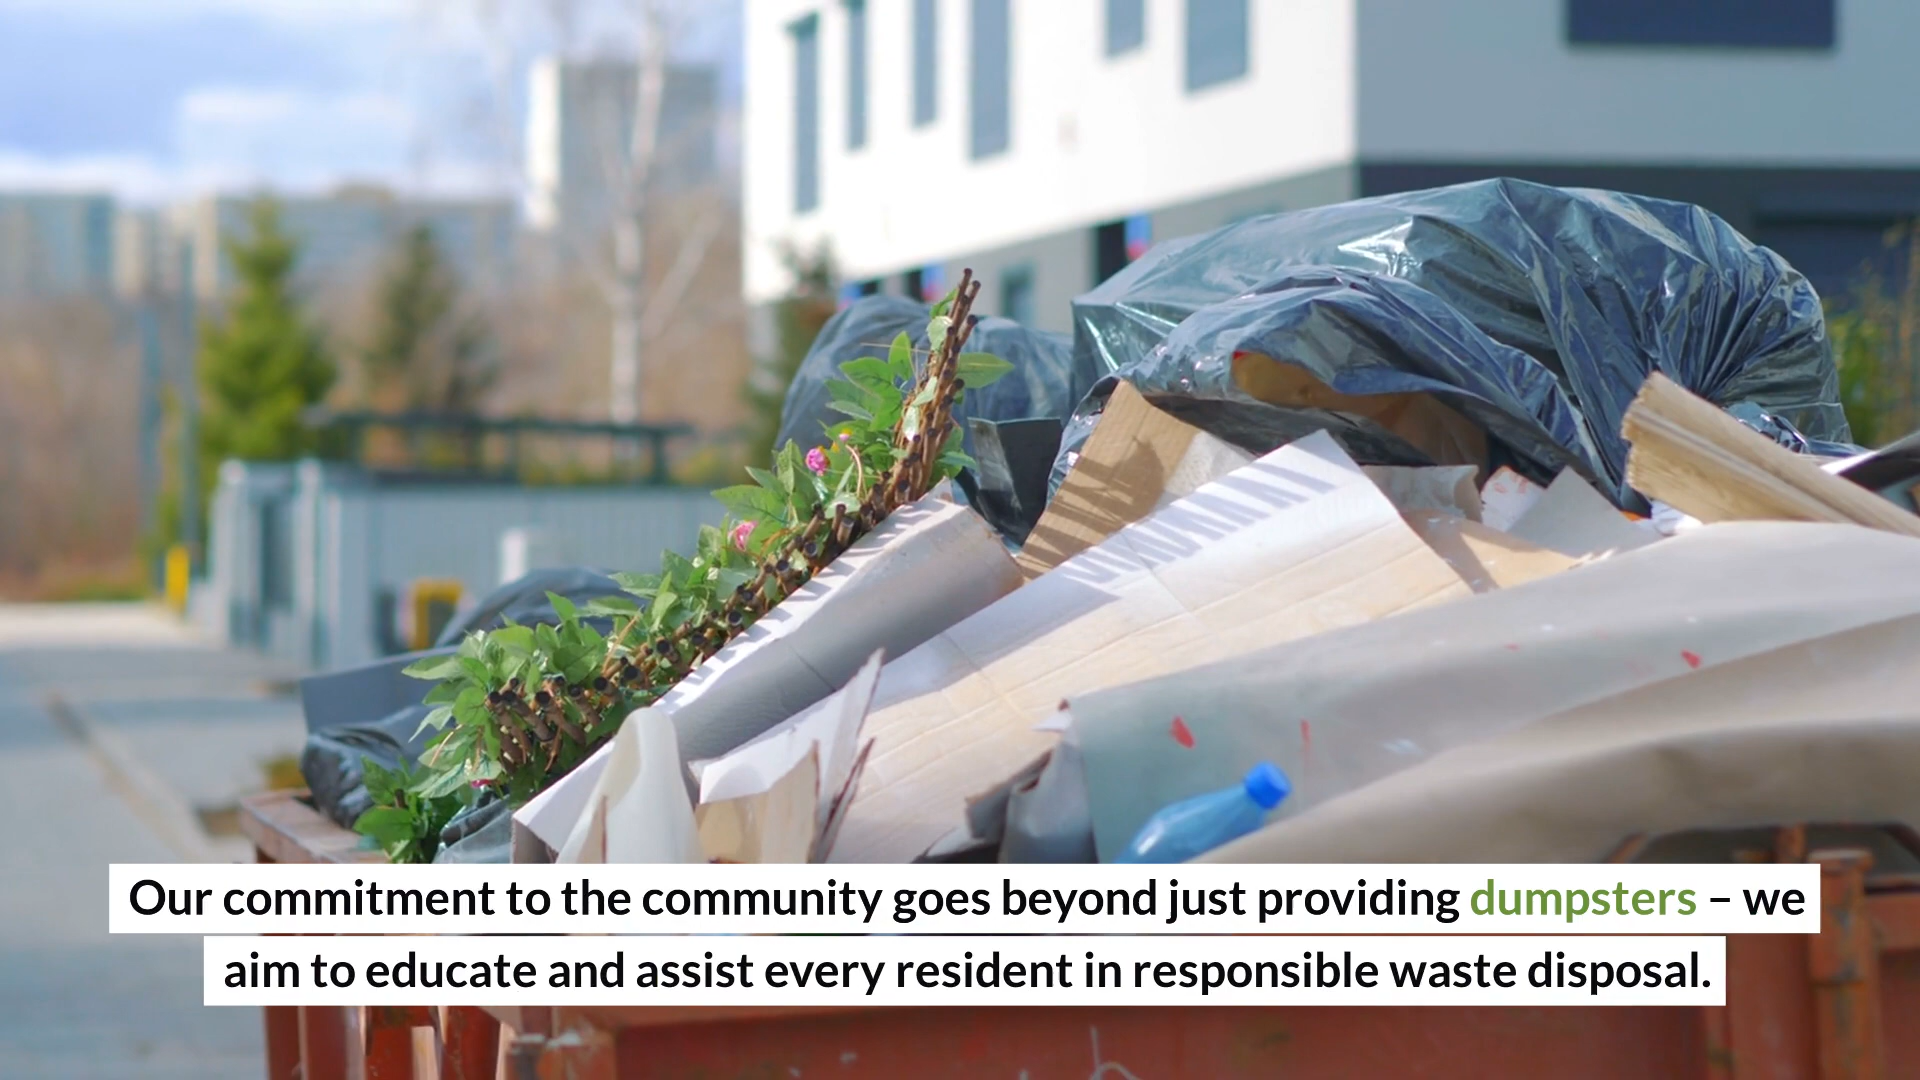 Our commitment to the community goes beyond just providing dumpsters – we
aim to educate and assist every resident in responsible waste disposal.